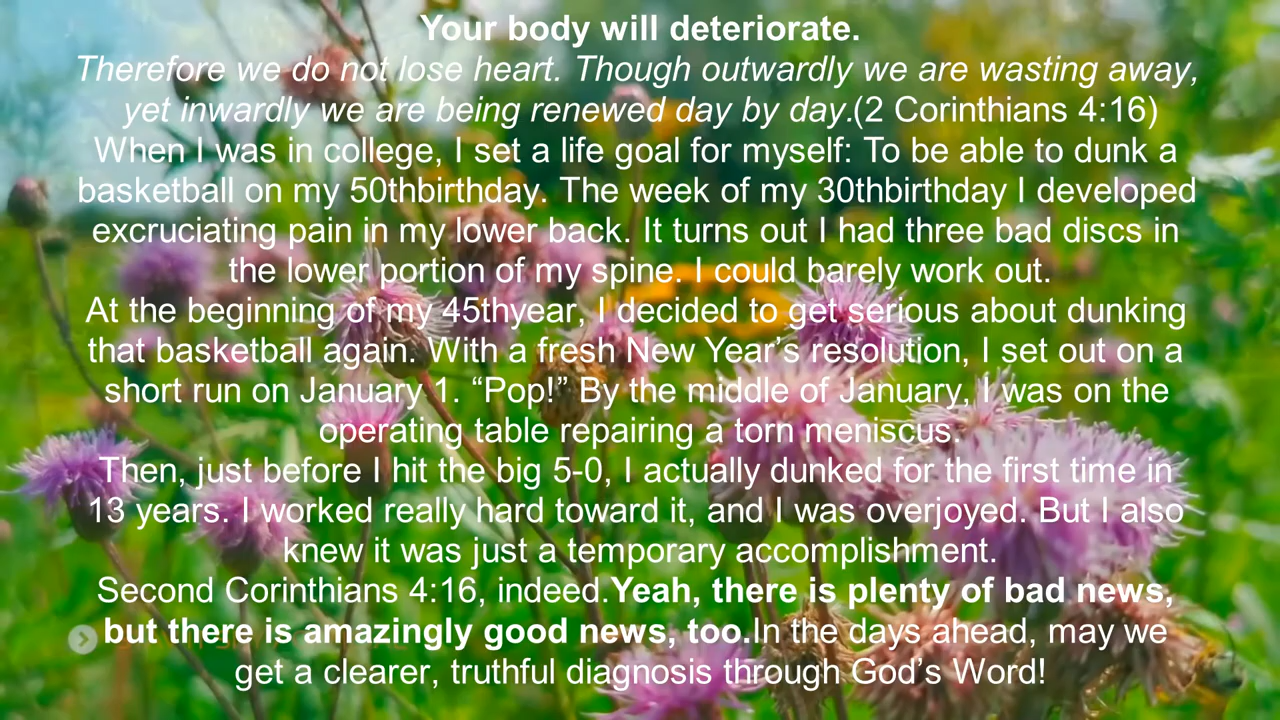 Your body will deteriorate.
Therefore we do not lose heart. Though outwardly we are wasting away,
yet inwardly we are being renewed day by day.(2 Corinthians 4:16)
When I was in college, I set a life goal for myself: To be able to dunk a
basketball on my 50thbirthday. The week of my 30thbirthday I developed
excruciating pain in my lower back. It turns out I had three bad discs in
the lower portion of my spine. I could barely work out.
At the beginning of my 45thyear, I decided to get serious about dunking
that basketball again. With a fresh New Year’s resolution, I set out on a
short run on January 1. “Pop!” By the middle of January, I was on the
operating table repairing a torn meniscus.
Then, just before I hit the big 5-0, I actually dunked for the first time in
13 years. I worked really hard toward it, and I was overjoyed. But I also
knew it was just a temporary accomplishment.
Second Corinthians 4:16, indeed.Yeah, there is plenty of bad news,
but there is amazingly good news, too.In the days ahead, may we
get a clearer, truthful diagnosis through God’s Word!